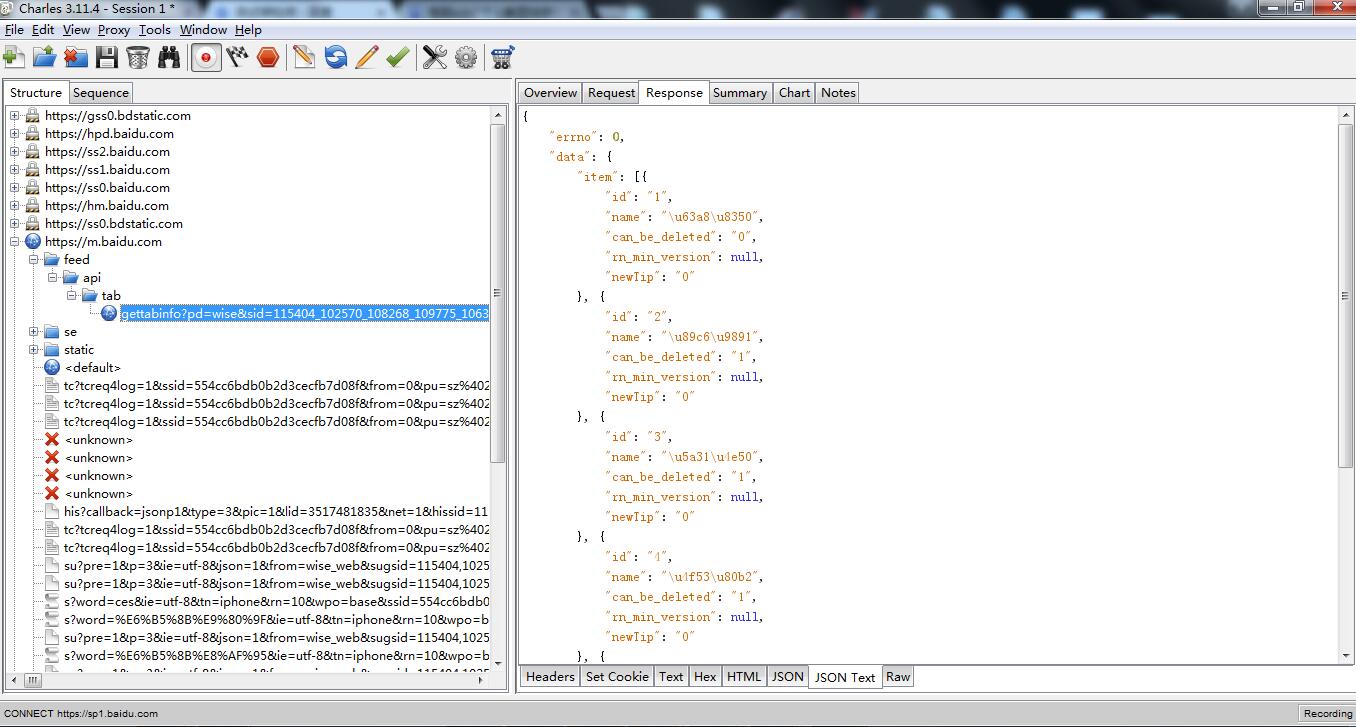 Charles 3.11.4 - Session 1 *
File Edit View Proxy Tools Window Help
Structure Sequence
https://gss0.bdstatic.com
https://hpd.baidu.com
https://ss2.baidu.com
https://ss1.baidu.com
https://ss0.baidu.com
https://hm.baidu.com
https://ss0.bdstatic.com
https://m.baidu.com
feed
api
tab
gettabinfo?pd=wise&sid=115404_102570_108268_109775_1063
se
static
<default>
tc?tcreq4log=1&ssid=554cc6bdb0b2d3cecfb7d08f&from=0&pu=sz%402
tc?tcreq4log=1&ssid=554cc6bdb0b2d3cecfb7d08f&from=0&pu=sz%402
tc?tcreq4log=1&ssid=554cc6bdb0b2d3cecfb7d08f&from=0&pu=sz%402
<unknown>
<unknown>
<unknown>
<unknown>
his?callback=jsonp1&type=3&pic=1&lid=3517481835&net=1&hissid=11
tc?tcreq4log=1&ssid=554cc6bdb0b2d3cecfb7d08f&from=0&pu=sz%402
tc?tcreq4log=1&ssid=554cc6bdb0b2d3cecfb7d08f&from=0&pu=sz%402
su?pre=1&p=3&ie=utf-8&json=1&from=wise_web&sugsid=115404,1025
su?pre=1&p=3&ie=utf-8&json=1&from=wise_web&sugsid=115404,1025
s?word=ces&ie=utf-8&tn=iphone&rn=10&wpo=base&ssid=554cc6bdb0
s?word=%E6%B5%8B%E9%80%9F&ie=utf-8&tn=iphone&rn=10&wpo=b
su?pre=1&p=3&ie=utf-8&json=1&from=wise_web&sugsid=115404,1025
s?word=%E6%B5%8B%E8%AF%95&ie=utf-8&tn=iphone&rn=10&wpo=b
Overview Request Response Summary Chart Notes
{
"errno": 0,
"data": {
"item": [{
"id": "1",
"name": "\u63a8\u8350",
"can_be_deleted": "0",
"rn_min_version": null,
"newTip": "0"
}, {
"id": "2",
"name": "\u89c6\u9891",
"can_be_deleted": "1",
"rn_min_version": null,
"newTip": "0"
}, {
"id": "3",
"name": "\u5a31\u4e50",
"can_be_deleted": "1",
"rn_min_version": null,
"newTip": "0"
}, {
"id": "4",
"name": "\u4f53\u80b2",
"can_be_deleted": "1",
"rn_min_version": null,
"newTip": "0"
}, {
Headers Set Cookie Text Hex HTML JSON JSON Text Raw
CONNECT https://sp1.baidu.com
Recording